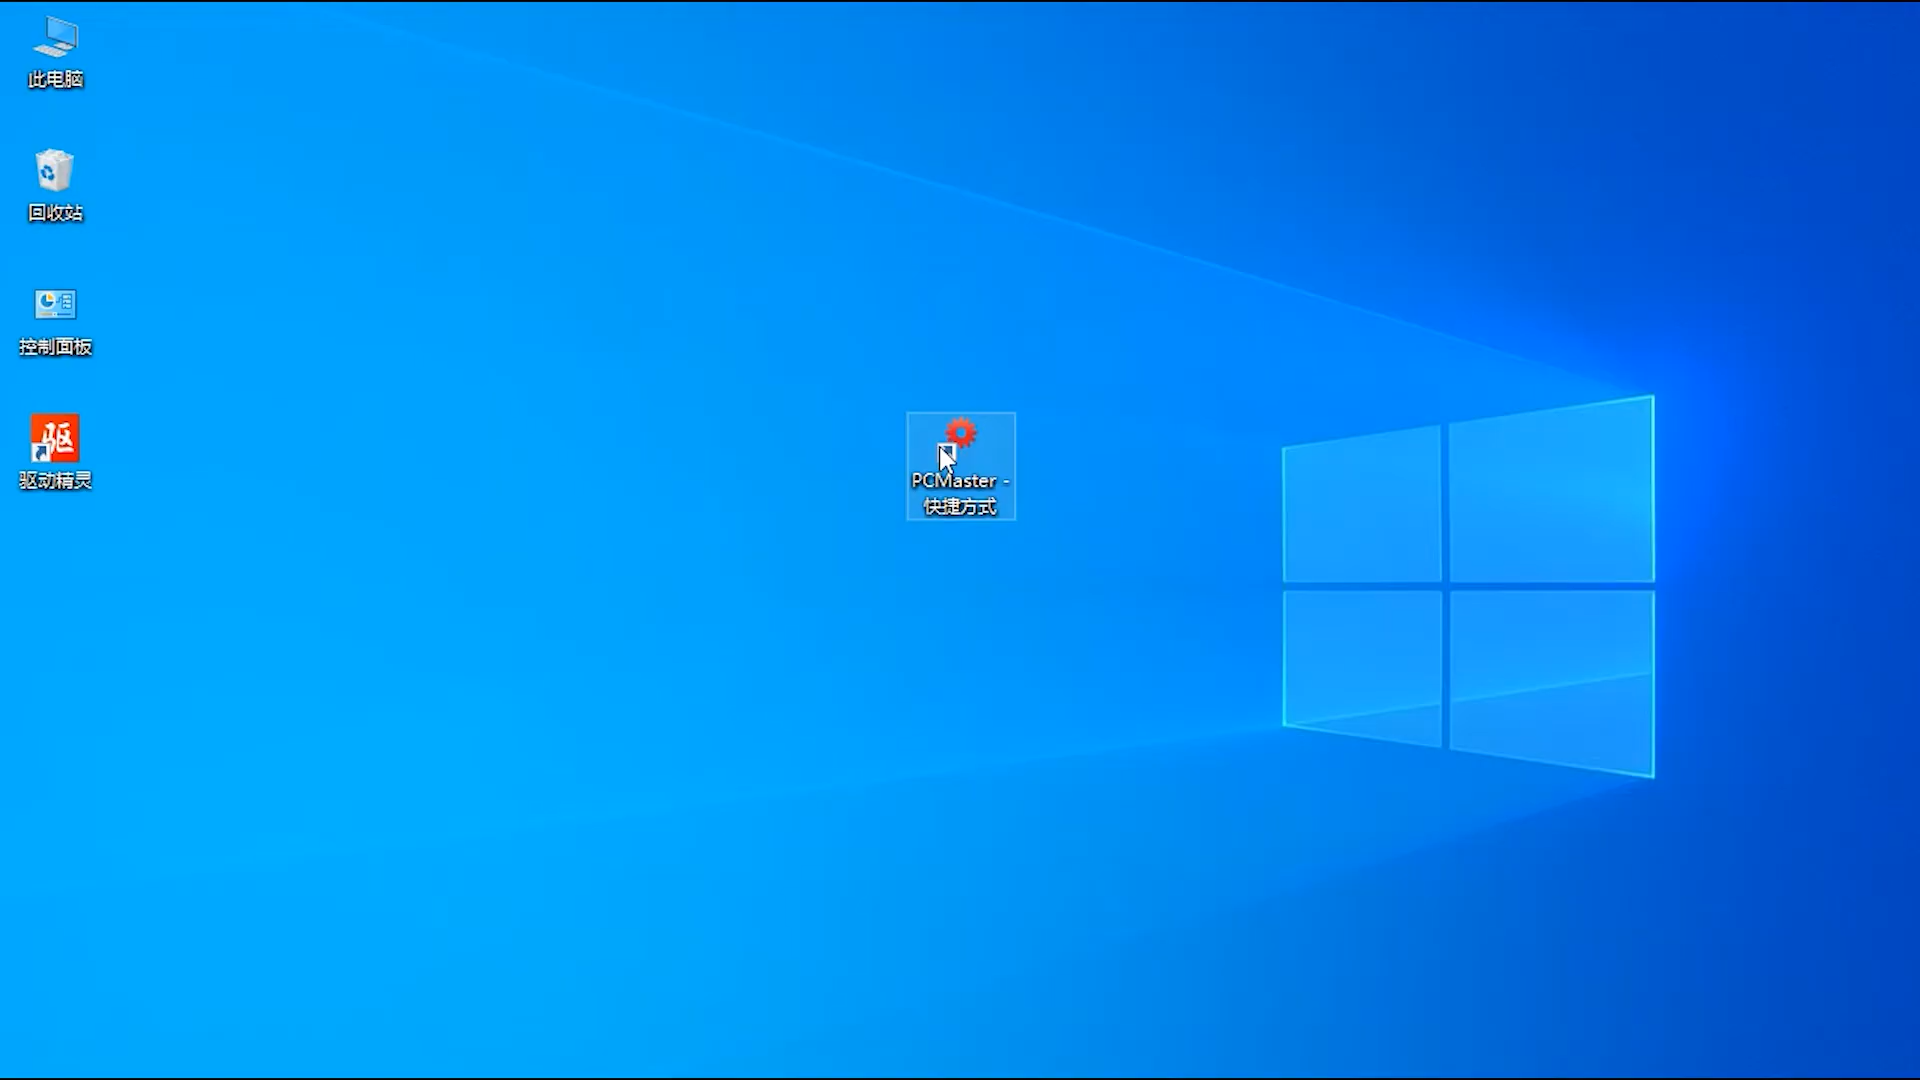 此电脑
回收站
控制面板
驱
驱动精灵
PCMaster -
快捷方式